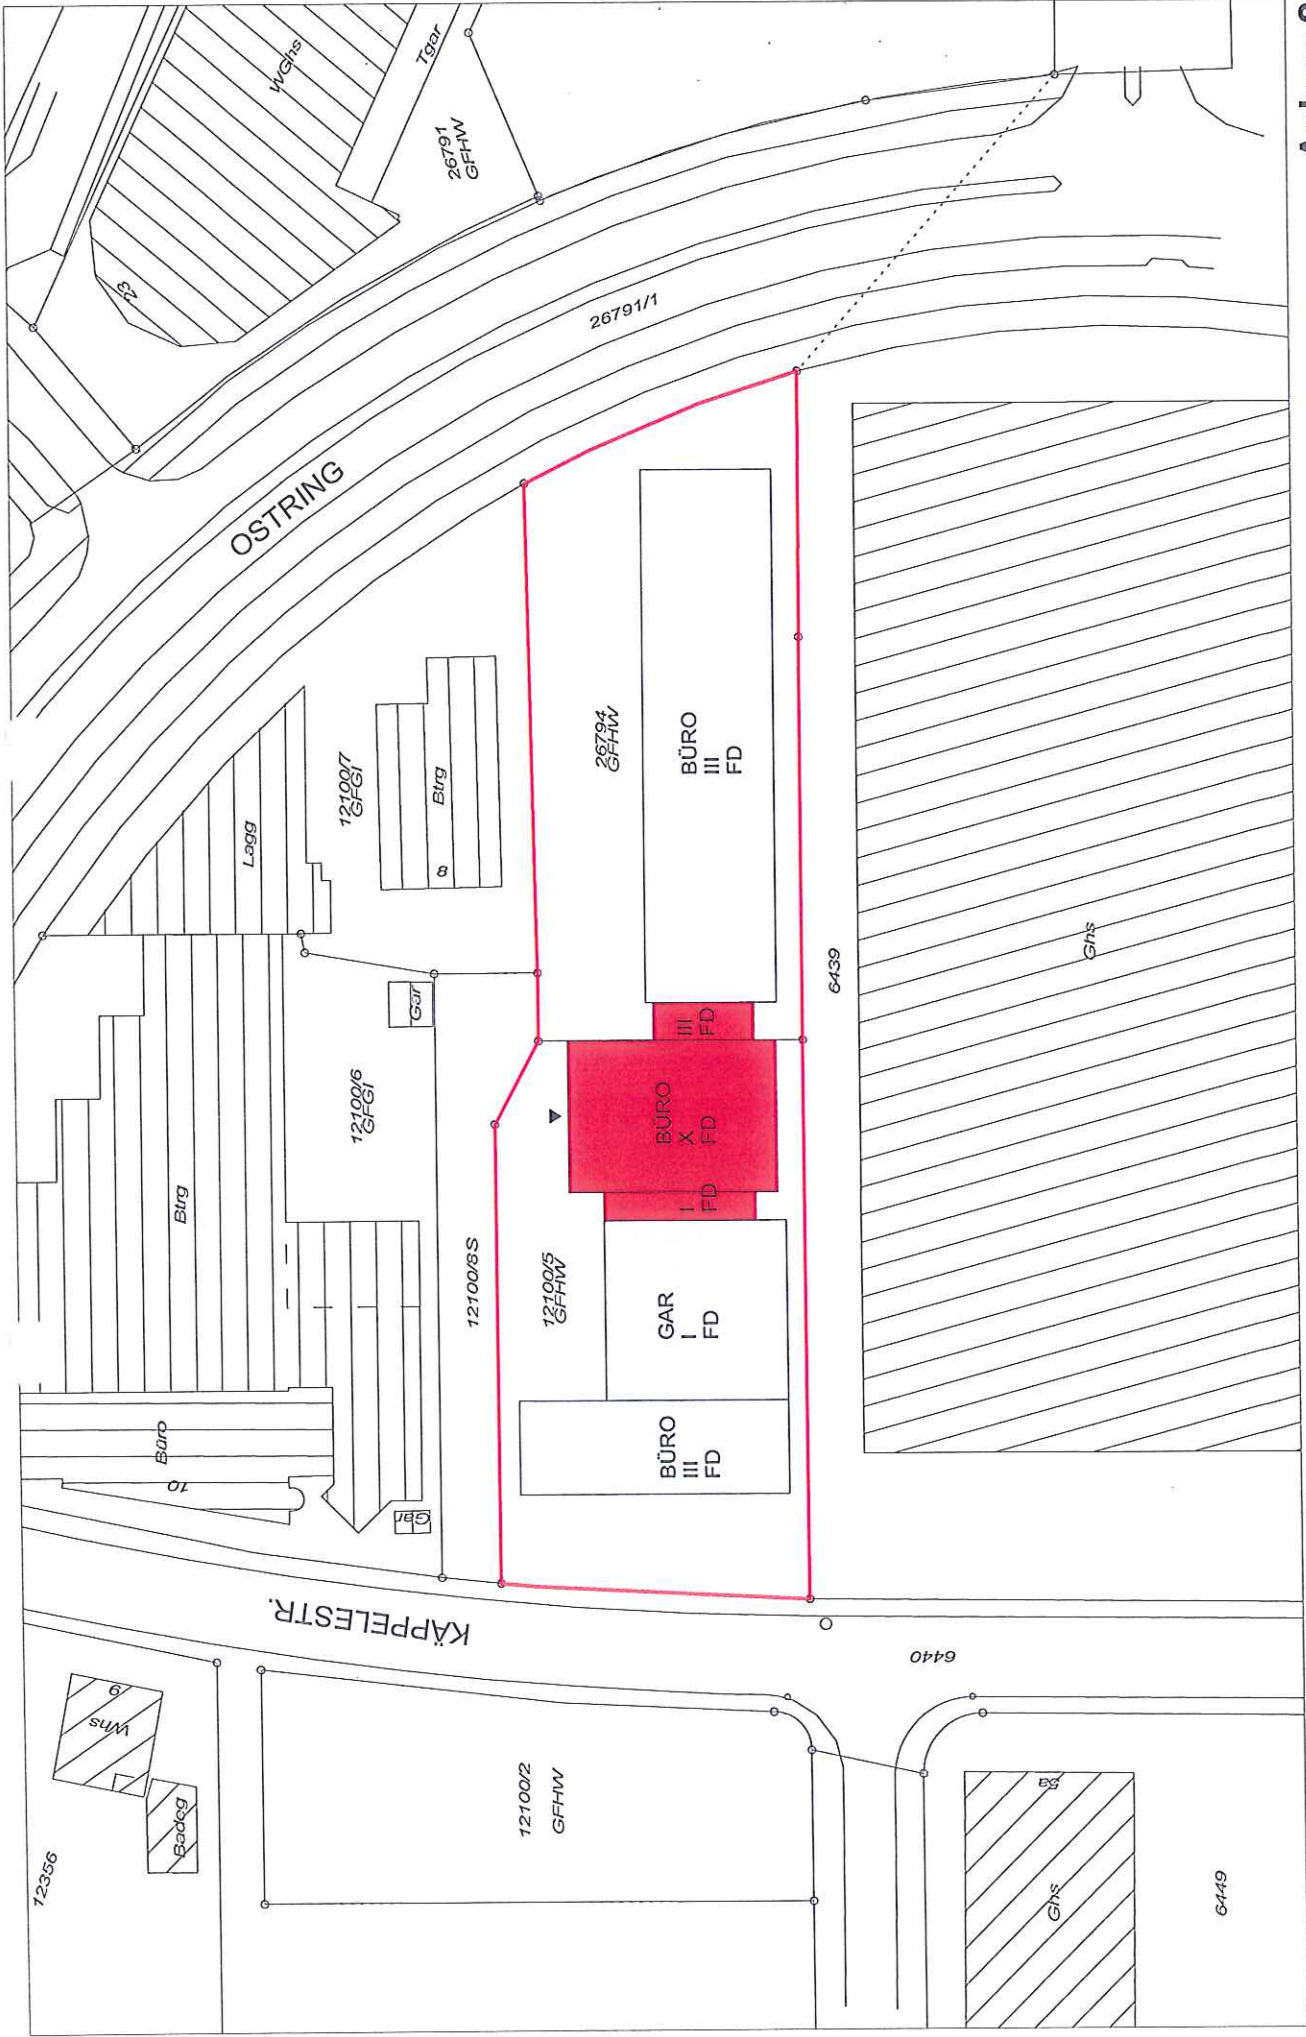 WGhs
Tgar
26791
GFHW
23
26791/1
OSTRING
Lagg
12100/7
GFGI
Btrg
8
26794
GFHW
BÜRO
III
FD
Gar
12100/6
GFGI
Btrg
III
FD
BÜRO
X
FD
I
FD
6439
Ghs
12100/8S
12100/5
GFHW
GAR
I
FD
BÜRO
III
FD
Büro
10
Gar
KÄPPELESTR.
6440
9
Whs
Badeg
12356
12100/2
GFHW
5a
Ghs
6449